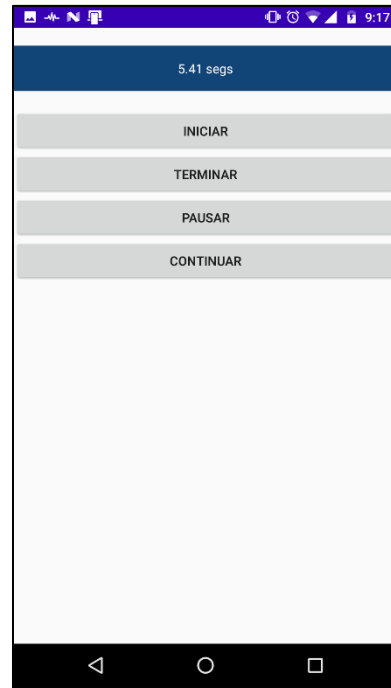 9:17
5.41 segs
INICIAR
TERMINAR
PAUSAR
CONTINUAR